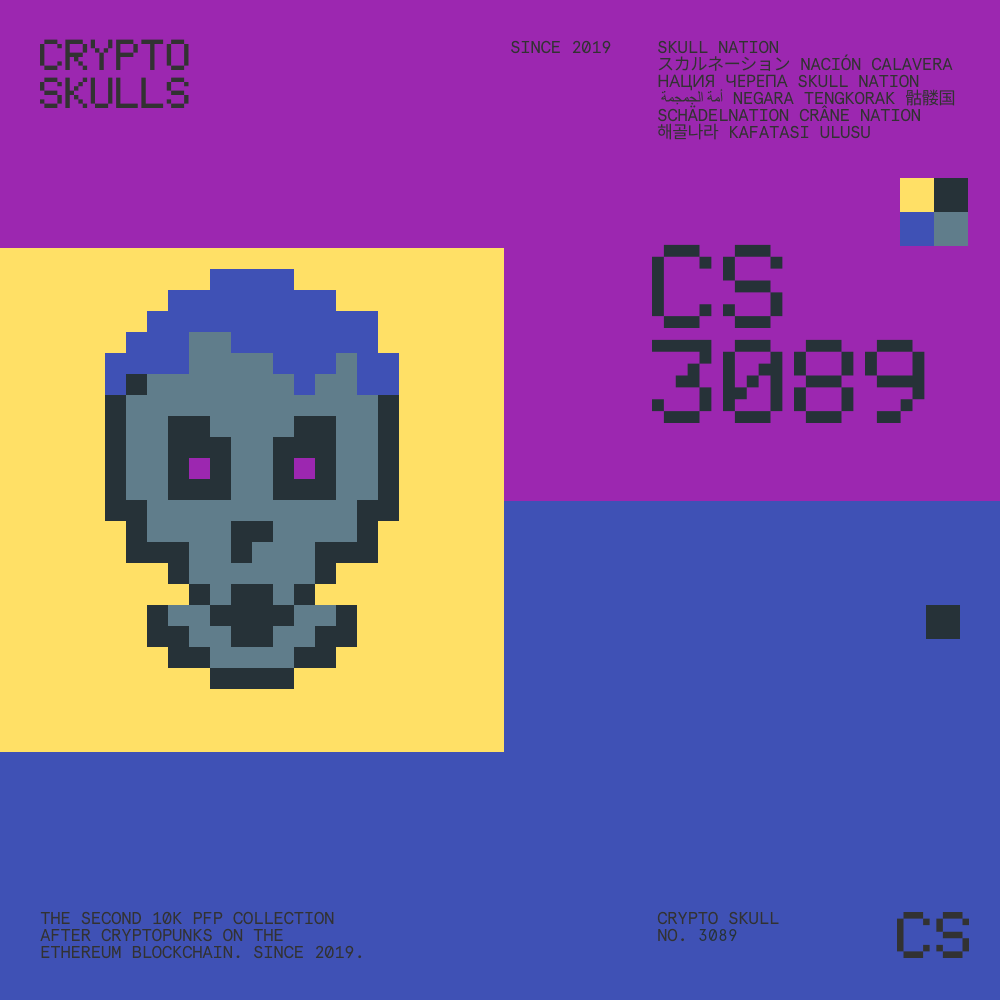 CRYPTO
SKULLS
SINCE 2019
SKULL NATION
スカルネーション NACIÓN CALAVERA
НАЦИЯ ЧЕРЕПА SKULL NATION
أمة الجمجمة NEGARA TENGKORAK 骷髅国
SCHÄDELNATION CRÂNE NATION
해골나라 KAFATASI ULUSU
CS
3089
THE SECOND 10K PFP COLLECTION
AFTER CRYPTOPUNKS ON THE
ETHEREUM BLOCKCHAIN. SINCE 2019.
CRYPTO SKULL
NO. 3089
CS